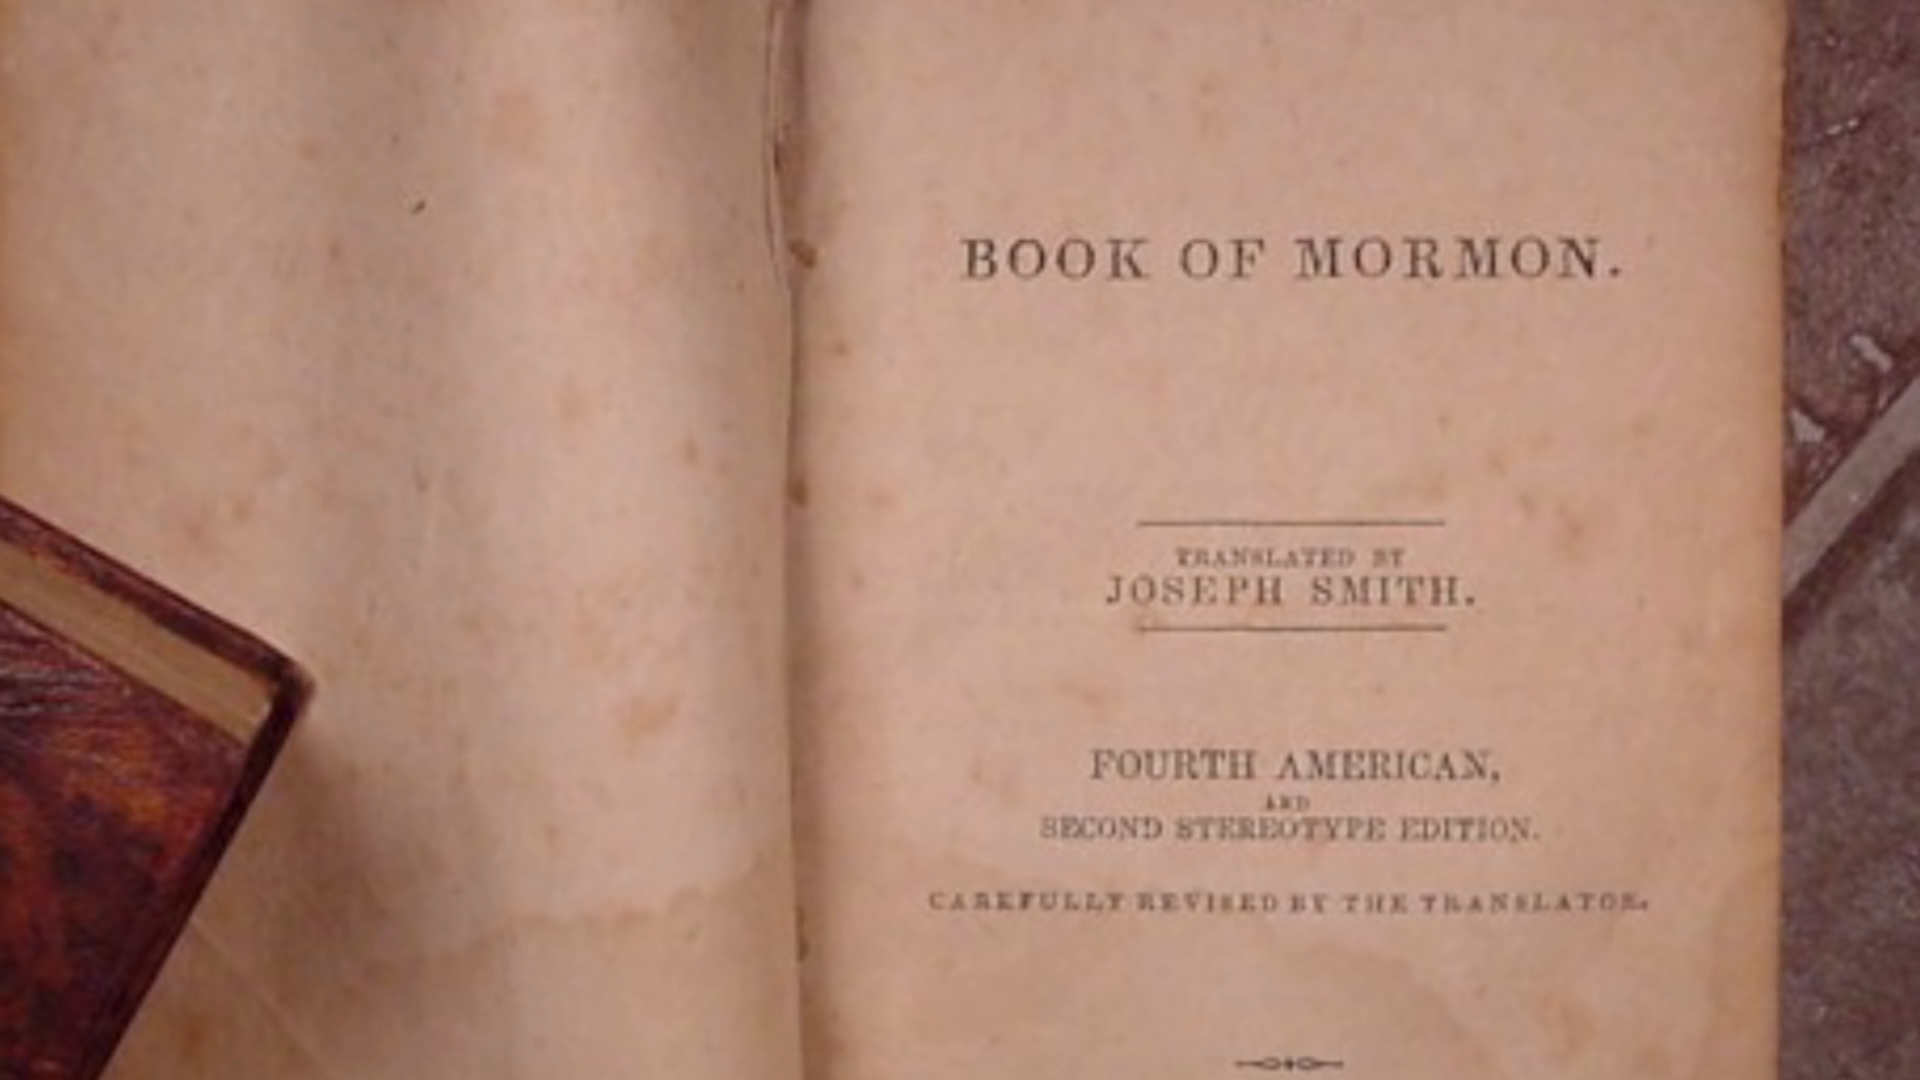 BOOK OF MORMON.
TRANSLATED BY
JOSEPH SMITH.
FOURTH AMERICAN,
AND
SECOND STEREOTYPE EDITION.
CAREFULLY REVISED BY THE TRANSLATOR.